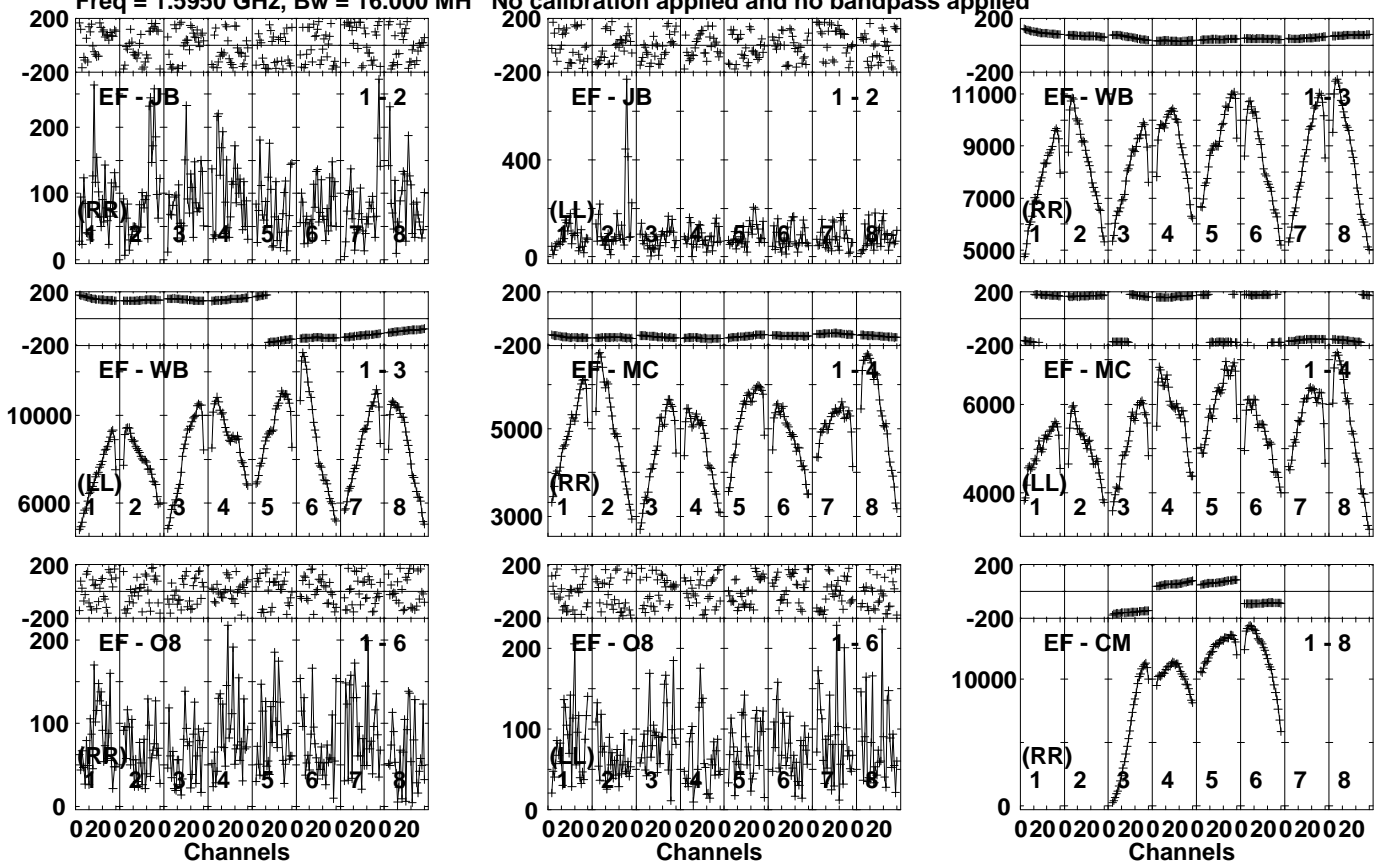 Freq = 1.5950 GHz, Bw = 16.000 MH No calibration applied and no bandpass applied
200
-200
EF - JB 1 - 2
200
100
(RR)
1 2 3 4 5 6 7 8
0
200
-200
EF - JB 1 - 2
400
(LL)
1 2 3 4 5 6 7 8
0
200
-200
EF - WB 1 - 3
11000
9000
7000
(RR)
1 2 3 4 5 6 7 8
5000
200
-200
EF - WB 1 - 3
10000
(LL)
6000
1 2 3 4 5 6 7 8
200
-200
EF - MC 1 - 4
5000
(RR)
1 2 3 4 5 6 7 8
3000
200
-200
EF - MC 1 - 4
6000
(LL)
4000
1 2 3 4 5 6 7 8
200
-200
EF - O8 1 - 6
200
100
(RR)
1 2 3 4 5 6 7 8
0
0 20 0 20 0 20 0 20 0 20 0 20 0 20 0 20
Channels
200
-200
EF - O8 1 - 6
200
100
(LL)
1 2 3 4 5 6 7 8
0
0 20 0 20 0 20 0 20 0 20 0 20 0 20 0 20
Channels
200
-200
EF - CM 1 - 8
10000
(RR)
1 2 3 4 5 6 7 8
0
0 20 0 20 0 20 0 20 0 20 0 20 0 20 0 20
Channels